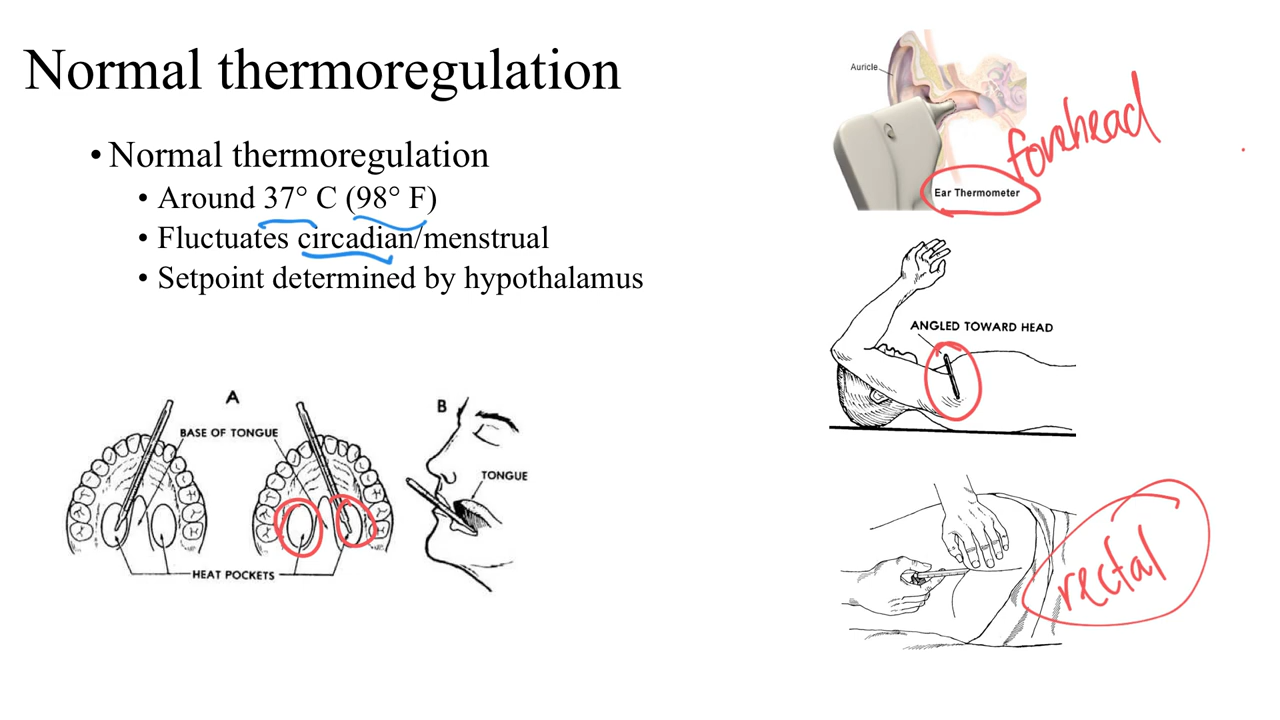 Normal thermoregulation
• Normal thermoregulation
• Around 37° C (98° F)
• Fluctuates circadian/menstrual
• Setpoint determined by hypothalamus
Auricle
forehead
Ear Thermometer
ANGLED TOWARD HEAD
A
B
BASE OF TONGUE
TONGUE
HEAT POCKETS
rectal